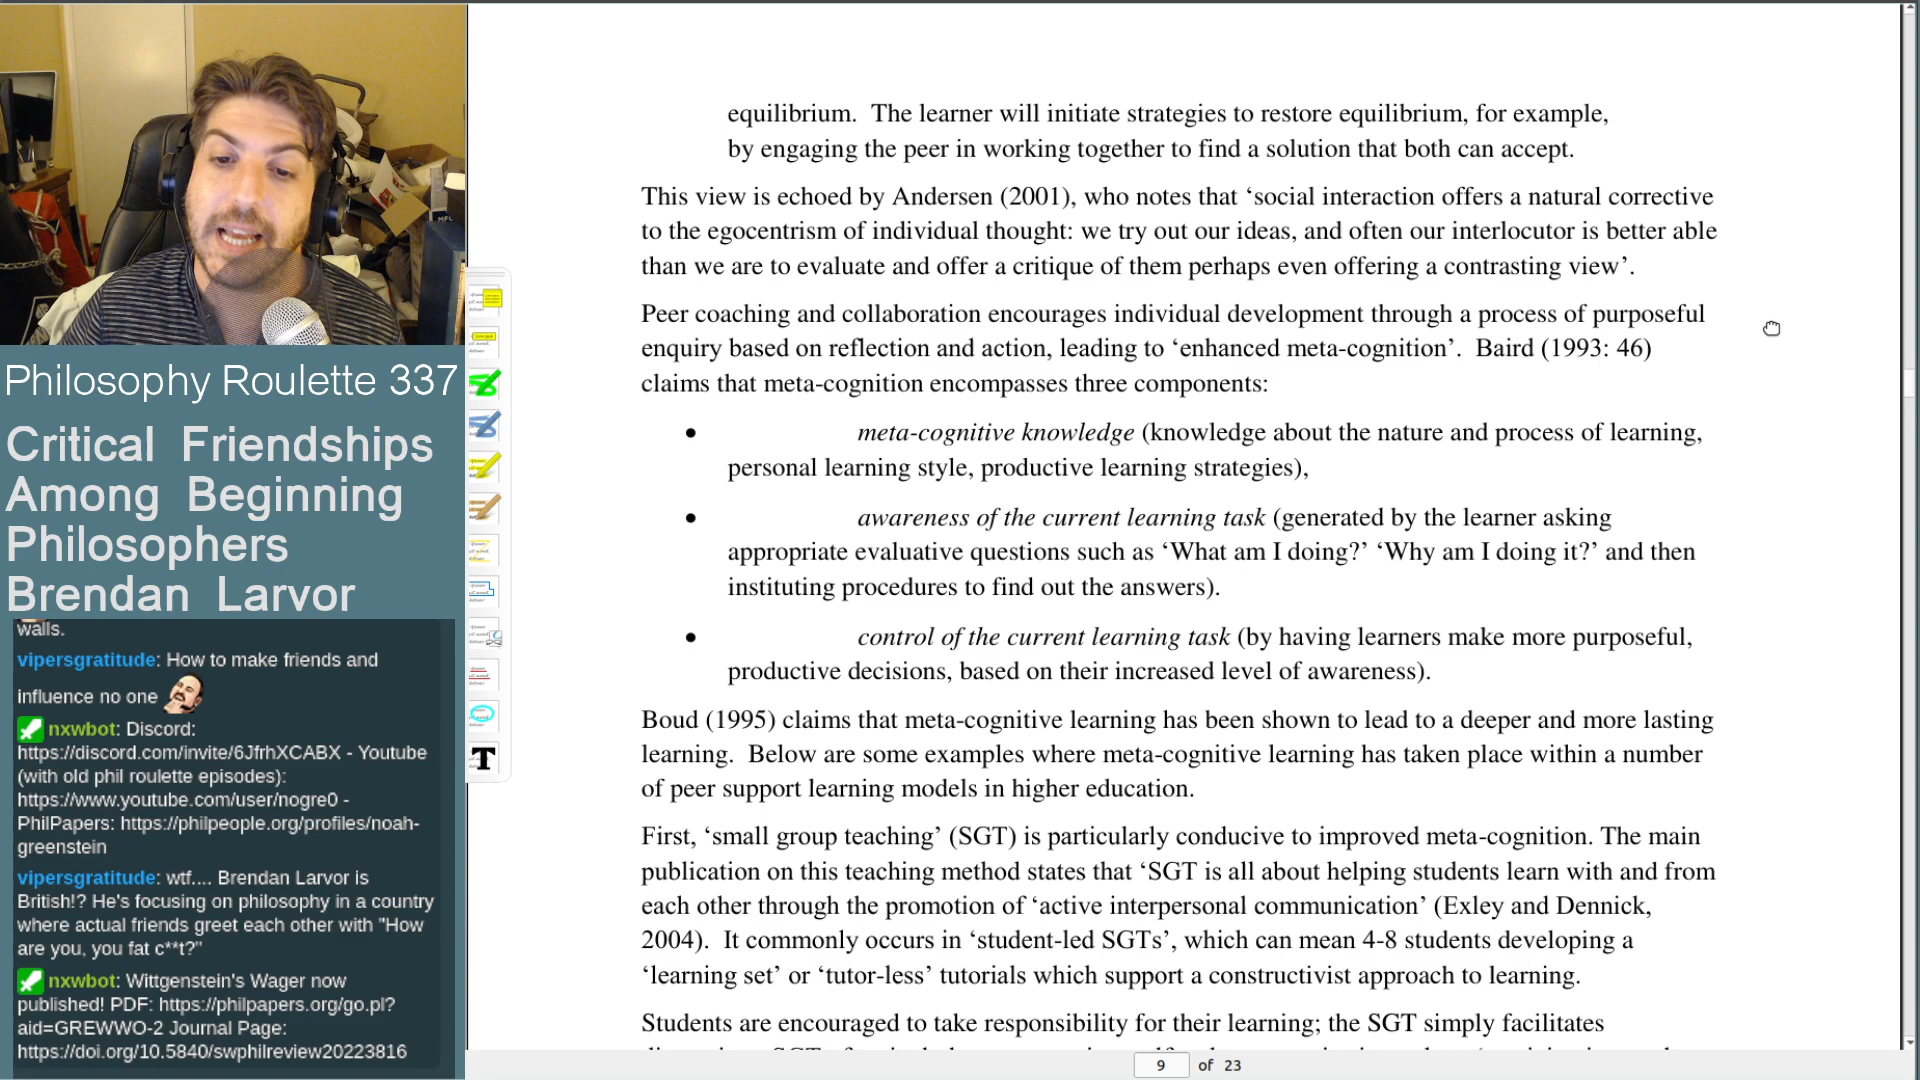 Philosophy Roulette 337
Critical Friendships
Among Beginning
Philosophers
Brendan Larvor
walls.
vipersgratitude: How to make friends and
influence no one
nxwbot: Discord:
https://discord.com/invite/6JfrhXCABX - Youtube
(with old phil roulette episodes):
https://www.youtube.com/user/nogre0 -
PhilPapers: https://philpeople.org/profiles/noah-
greenstein
vipersgratitude: wtf.... Brendan Larvor is
British!? He's focusing on philosophy in a country
where actual friends greet each other with "How
are you, you fat c**t?"
nxwbot: Wittgenstein's Wager now
published! PDF: https://philpapers.org/go.pl?
aid=GREWWO-2 Journal Page:
https://doi.org/10.5840/swphilreview20223816
T
equilibrium.  The learner will initiate strategies to restore equilibrium, for example,
by engaging the peer in working together to find a solution that both can accept.
This view is echoed by Andersen (2001), who notes that ‘social interaction offers a natural corrective
to the egocentrism of individual thought: we try out our ideas, and often our interlocutor is better able
than we are to evaluate and offer a critique of them perhaps even offering a contrasting view’.
Peer coaching and collaboration encourages individual development through a process of purposeful
enquiry based on reflection and action, leading to ‘enhanced meta-cognition’.  Baird (1993: 46)
claims that meta-cognition encompasses three components:
• meta-cognitive knowledge (knowledge about the nature and process of learning,
personal learning style, productive learning strategies),
• awareness of the current learning task (generated by the learner asking
appropriate evaluative questions such as ‘What am I doing?’ ‘Why am I doing it?’ and then
instituting procedures to find out the answers).
• control of the current learning task (by having learners make more purposeful,
productive decisions, based on their increased level of awareness).
Boud (1995) claims that meta-cognitive learning has been shown to lead to a deeper and more lasting
learning.  Below are some examples where meta-cognitive learning has taken place within a number
of peer support learning models in higher education.
First, ‘small group teaching’ (SGT) is particularly conducive to improved meta-cognition. The main
publication on this teaching method states that ‘SGT is all about helping students learn with and from
each other through the promotion of ‘active interpersonal communication’ (Exley and Dennick,
2004).  It commonly occurs in ‘student-led SGTs’, which can mean 4-8 students developing a
‘learning set’ or ‘tutor-less’ tutorials which support a constructivist approach to learning.
Students are encouraged to take responsibility for their learning; the SGT simply facilitates
9 of 23